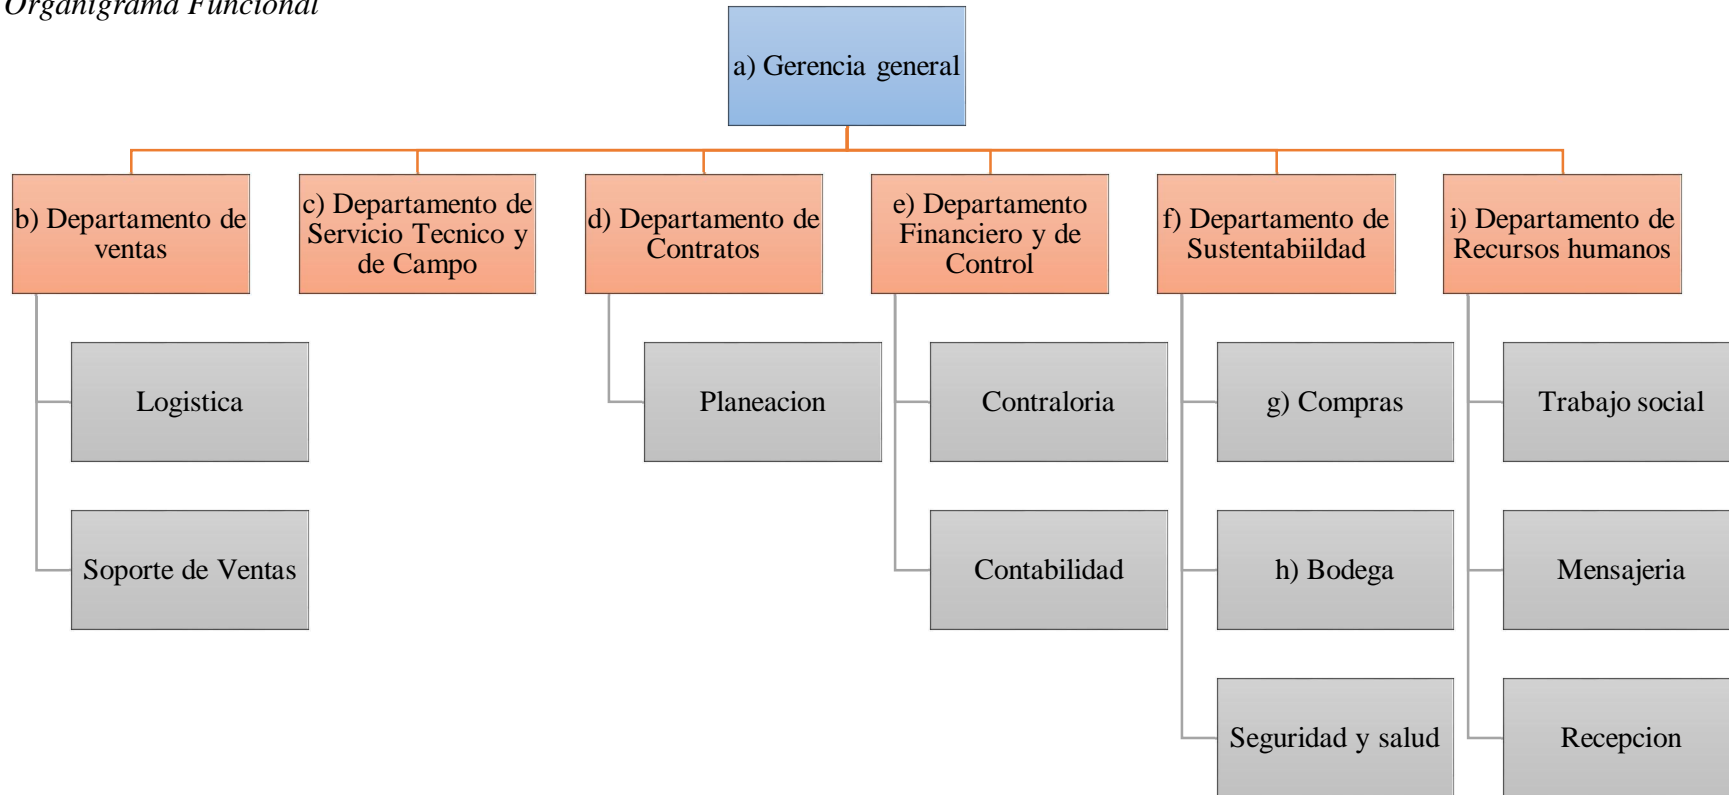 Organigrama Funcional
a) Gerencia general
b) Departamento de
ventas
c) Departamento de
Servicio Tecnico y
de Campo
d) Departamento de
Contratos
e) Departamento
Financiero y de
Control
f) Departamento de
Sustentabiildad
i) Departamento de
Recursos humanos
Logistica
Planeacion
Contraloria
g) Compras
Trabajo social
Soporte de Ventas
Contabilidad
h) Bodega
Mensajeria
Seguridad y salud
Recepcion